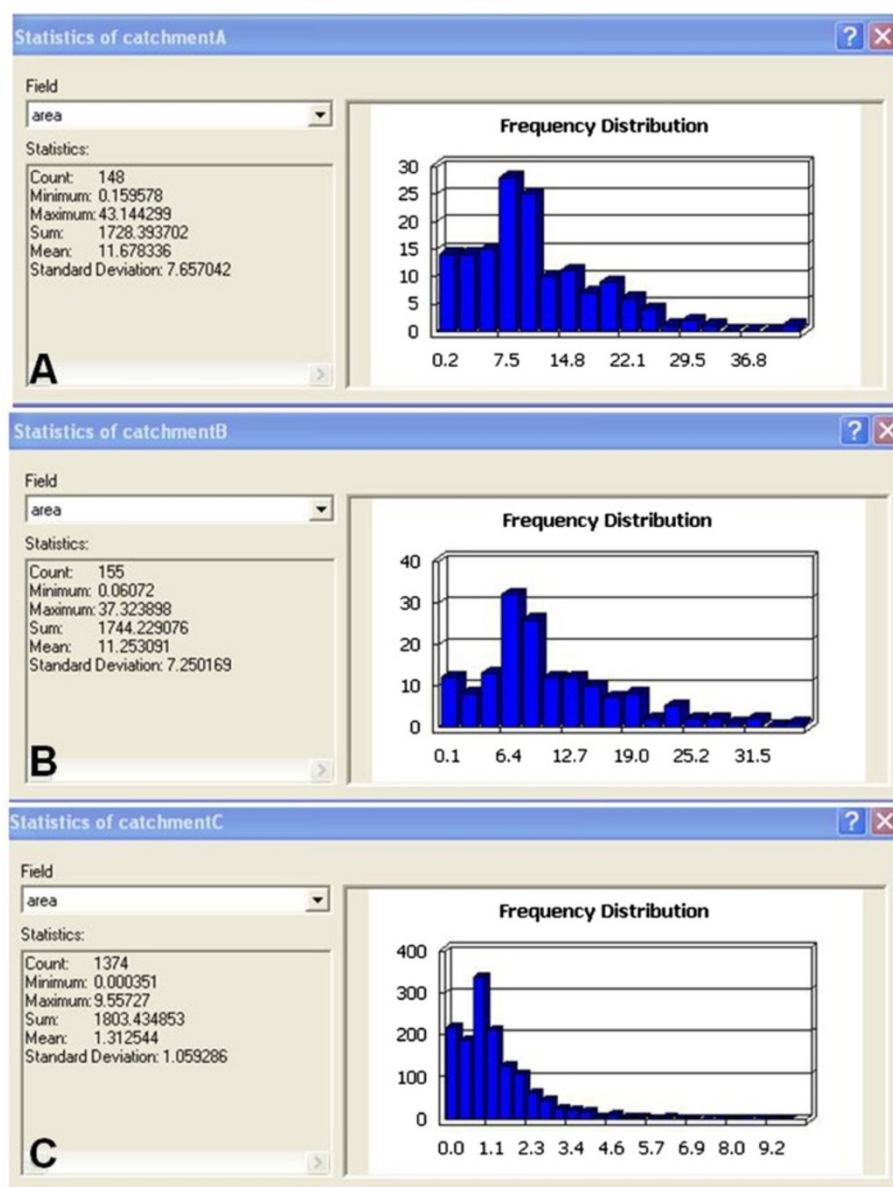 Statistics of catchmentA
Field
area
Statistics:
Count: 148
Minimum: 0.159578
Maximum: 43.144299
Sum: 1728.393702
Mean: 11.678336
Standard Deviation: 7.657042
Frequency Distribution
30
25
20
15
10
5
0
0.2 7.5 14.8 22.1 29.5 36.8
A
Statistics of catchmentB
Field
area
Statistics:
Count: 155
Minimum: 0.06072
Maximum: 37.323898
Sum: 1744.229076
Mean: 11.253091
Standard Deviation: 7.250169
Frequency Distribution
40
30
20
10
0
0.1 6.4 12.7 19.0 25.2 31.5
B
Statistics of catchmentC
Field
area
Statistics:
Count: 1374
Minimum: 0.000351
Maximum: 9.55727
Sum: 1803.434853
Mean: 1.312544
Standard Deviation: 1.059286
Frequency Distribution
400
300
200
100
0
0.0 1.1 2.3 3.4 4.6 5.7 6.9 8.0 9.2
C